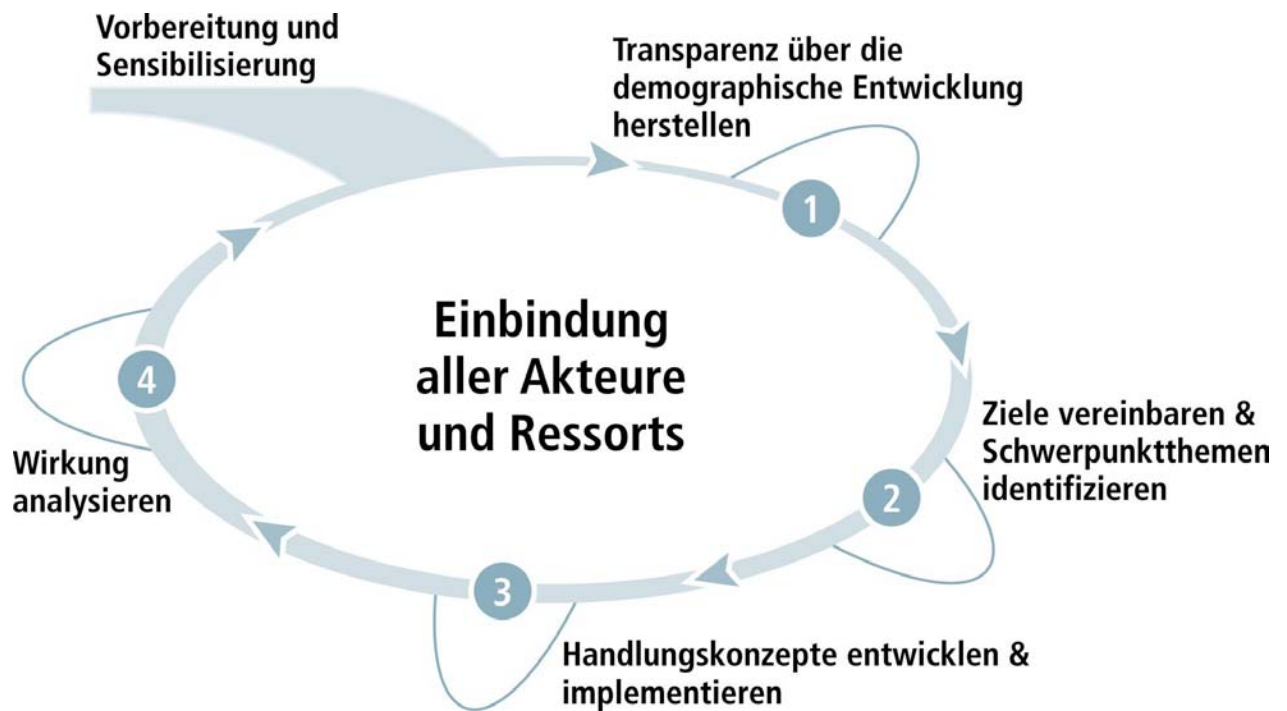 Vorbereitung und
Sensibilisierung
Transparenz über die
demographische Entwicklung
herstellen
1
Ziele vereinbaren &
Schwerpunktthemen
identifizieren
2
Handlungskonzepte entwicklen &
implementieren
3
Wirkung
analysieren
4
Einbindung
aller Akteure
und Ressorts